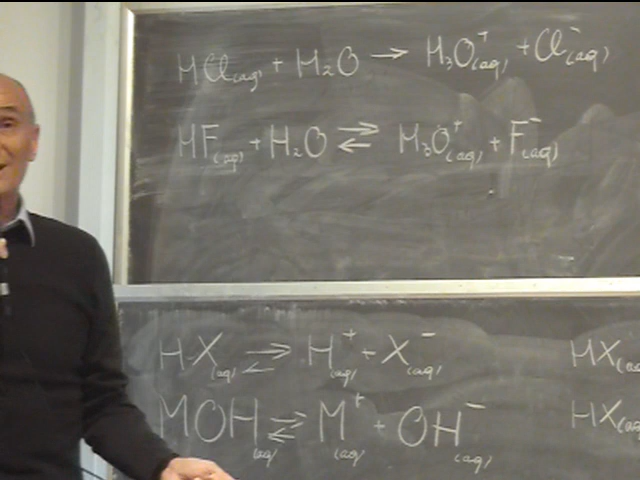 HCl(aq) + H₂O → H₃O⁺(aq) + Cl⁻(aq)
HF(aq) + H₂O ⇌ H₃O⁺(aq) + F⁻(aq)
HX(aq) ⇌ H⁺(aq) + X⁻(aq)
MOH(aq) ⇌ M⁺(aq) + OH⁻(aq)
HX(aq
HX(aq